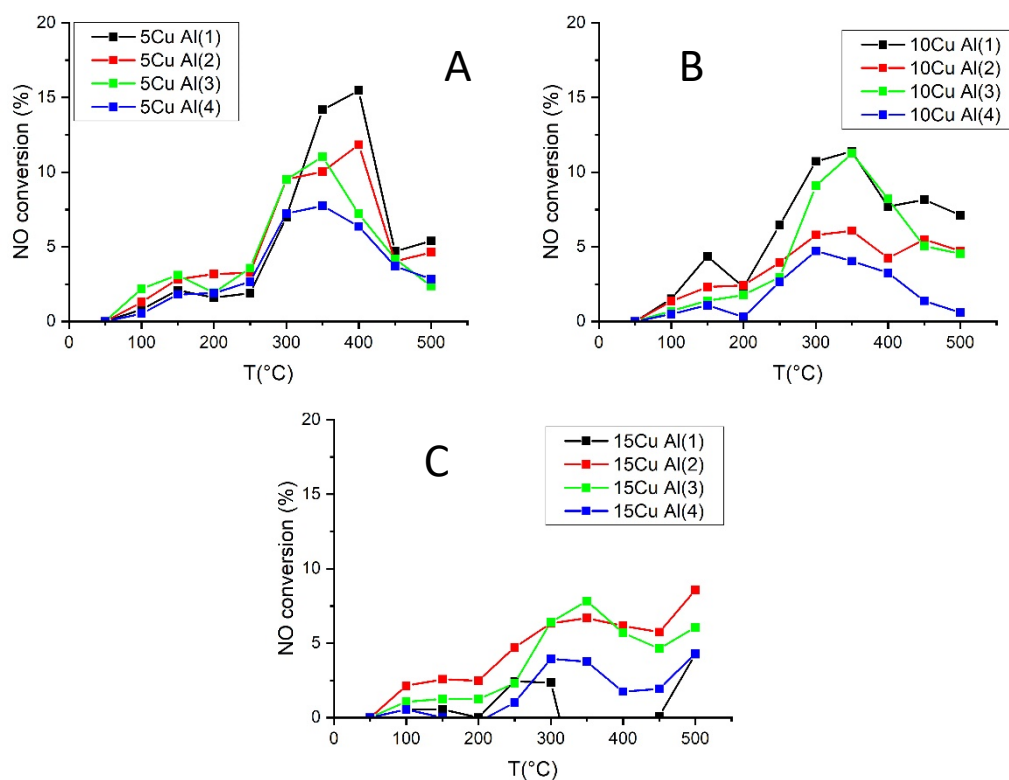 20
15
10
5
0
NO conversion (%)
5Cu Al(1)
5Cu Al(2)
5Cu Al(3)
5Cu Al(4)
A
0 100 200 300 400 500
T(°C)
20
15
10
5
0
NO conversion (%)
B
10Cu Al(1)
10Cu Al(2)
10Cu Al(3)
10Cu Al(4)
0 100 200 300 400 500
T(°C)
20
15
10
5
0
NO conversion (%)
C
15Cu Al(1)
15Cu Al(2)
15Cu Al(3)
15Cu Al(4)
0 100 200 300 400 500
T(°C)